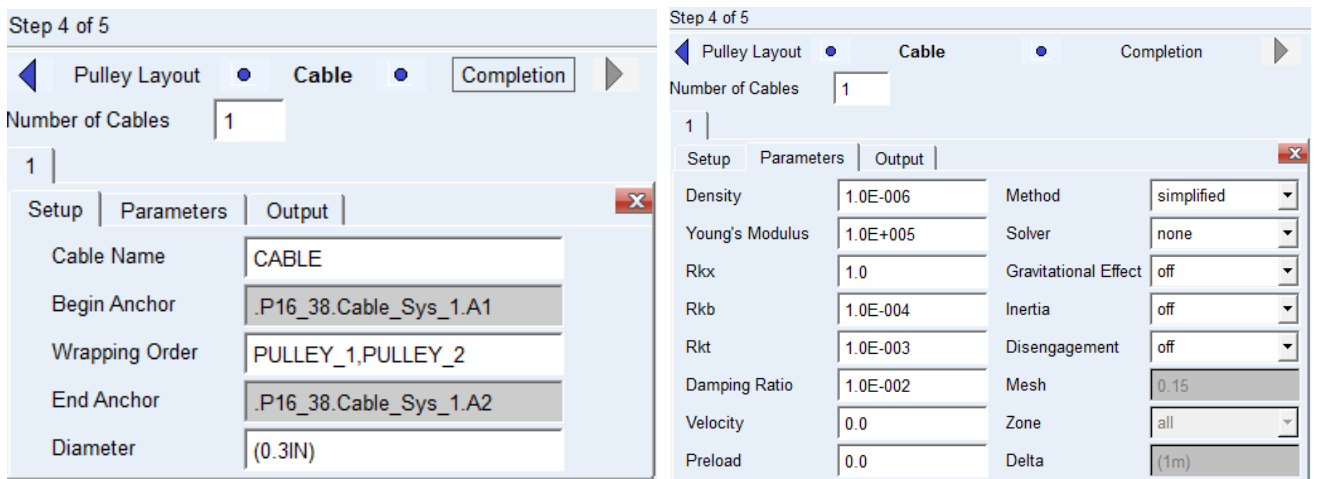 Step 4 of 5
Pulley Layout Cable Completion
Number of Cables 1
1
Setup Parameters Output
Cable Name CABLE
Begin Anchor .P16_38.Cable_Sys_1.A1
Wrapping Order PULLEY_1,PULLEY_2
End Anchor .P16_38.Cable_Sys_1.A2
Diameter (0.3IN)
Step 4 of 5
Pulley Layout Cable Completion
Number of Cables 1
1
Setup Parameters Output
Density 1.0E-006 Method simplified
Young's Modulus 1.0E+005 Solver none
Rkx 1.0 Gravitational Effect off
Rkb 1.0E-004 Inertia off
Rkt 1.0E-003 Disengagement off
Damping Ratio 1.0E-002 Mesh 0.15
Velocity 0.0 Zone all
Preload 0.0 Delta (1m)